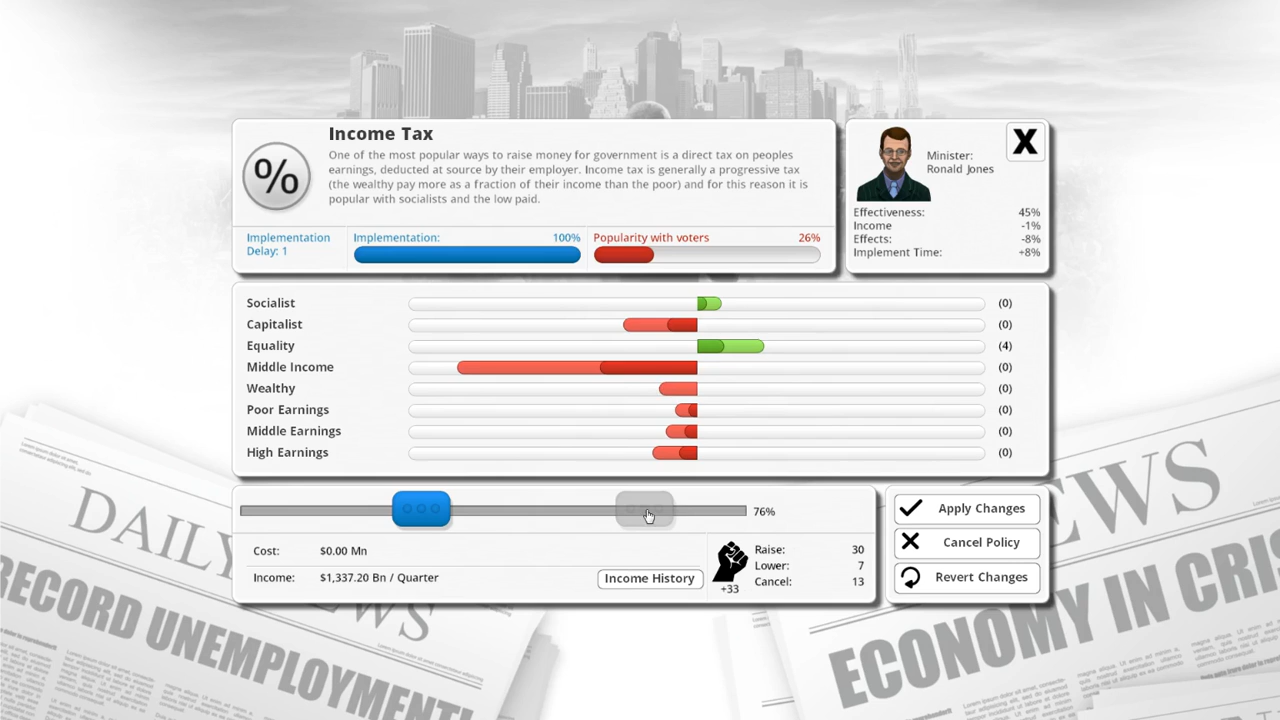 Income Tax
One of the most popular ways to raise money for government is a direct tax on peoples
earnings, deducted at source by their employer. Income tax is generally a progressive tax
(the wealthy pay more as a fraction of their income than the poor) and for this reason it is
popular with socialists and the low paid.
Implementation
Delay: 1
Implementation: 100%
Popularity with voters 26%
X
Minister:
Ronald Jones
Effectiveness: 45%
Income -1%
Effects: -8%
Implement Time: +8%
Socialist (0)
Capitalist (0)
Equality (4)
Middle Income (0)
Wealthy (0)
Poor Earnings (0)
Middle Earnings (0)
High Earnings (0)
76%
Cost: $0.00 Mn
Income: $1,337.20 Bn / Quarter
Income History
+33
Raise: 30
Lower: 7
Cancel: 13
Apply Changes
Cancel Policy
Revert Changes
DAILY NEWS
RECORD UNEMPLOYMENT!
EWS
ECONOMY IN CRIS